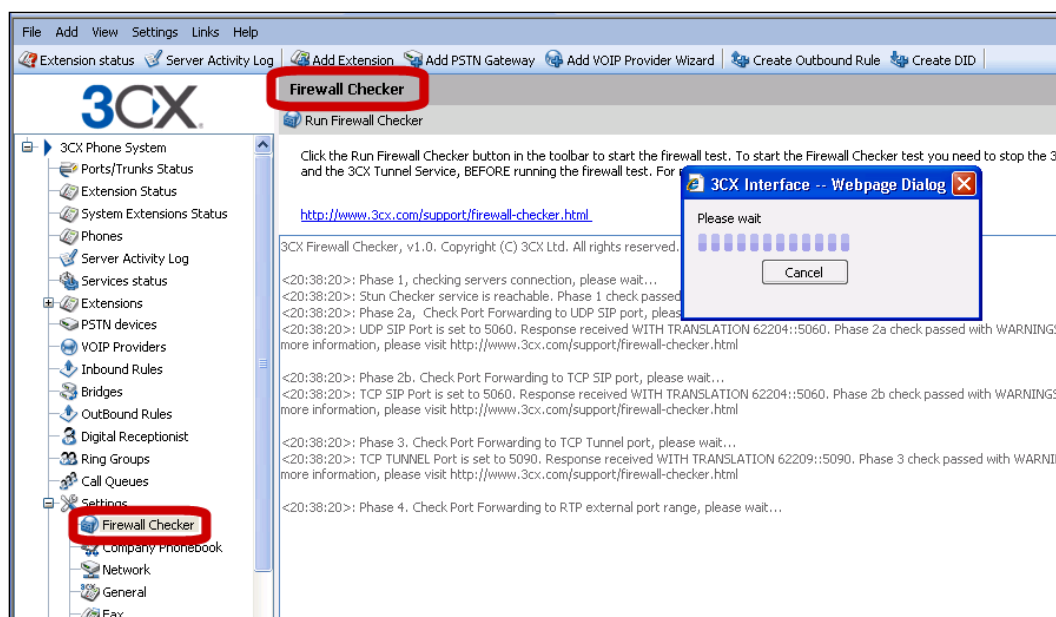 File Add View Settings Links Help
Extension status Server Activity Log Add Extension Add PSTN Gateway Add VOIP Provider Wizard Create Outbound Rule Create DID
3CX
3CX Phone System
Ports/Trunks Status
Extension Status
System Extensions Status
Phones
Server Activity Log
Services status
Extensions
PSTN devices
VOIP Providers
Inbound Rules
Bridges
OutBound Rules
Digital Receptionist
Ring Groups
Call Queues
Settings
Firewall Checker
Company Phonebook
Network
General
Fax
Firewall Checker
Run Firewall Checker
Click the Run Firewall Checker button in the toolbar to start the firewall test. To start the Firewall Checker test you need to stop the 3
and the 3CX Tunnel Service, BEFORE running the firewall test. For
http://www.3cx.com/support/firewall-checker.html
3CX Firewall Checker, v1.0. Copyright (C) 3CX Ltd. All rights reserved.
<20:38:20>: Phase 1, checking servers connection, please wait...
<20:38:20>: Stun Checker service is reachable. Phase 1 check passed
<20:38:20>: Phase 2a, Check Port Forwarding to UDP SIP port, pleas
<20:38:20>: UDP SIP Port is set to 5060. Response received WITH TRANSLATION 62204::5060. Phase 2a check passed with WARNINGS
more information, please visit http://www.3cx.com/support/firewall-checker.html
<20:38:20>: Phase 2b. Check Port Forwarding to TCP SIP port, please wait...
<20:38:20>: TCP SIP Port is set to 5060. Response received WITH TRANSLATION 62204::5060. Phase 2b check passed with WARNINGS
more information, please visit http://www.3cx.com/support/firewall-checker.html
<20:38:20>: Phase 3. Check Port Forwarding to TCP Tunnel port, please wait...
<20:38:20>: TCP TUNNEL Port is set to 5090. Response received WITH TRANSLATION 62209::5090. Phase 3 check passed with WARNI
more information, please visit http://www.3cx.com/support/firewall-checker.html
<20:38:20>: Phase 4. Check Port Forwarding to RTP external port range, please wait...
3CX Interface -- Webpage Dialog
Please wait
Cancel